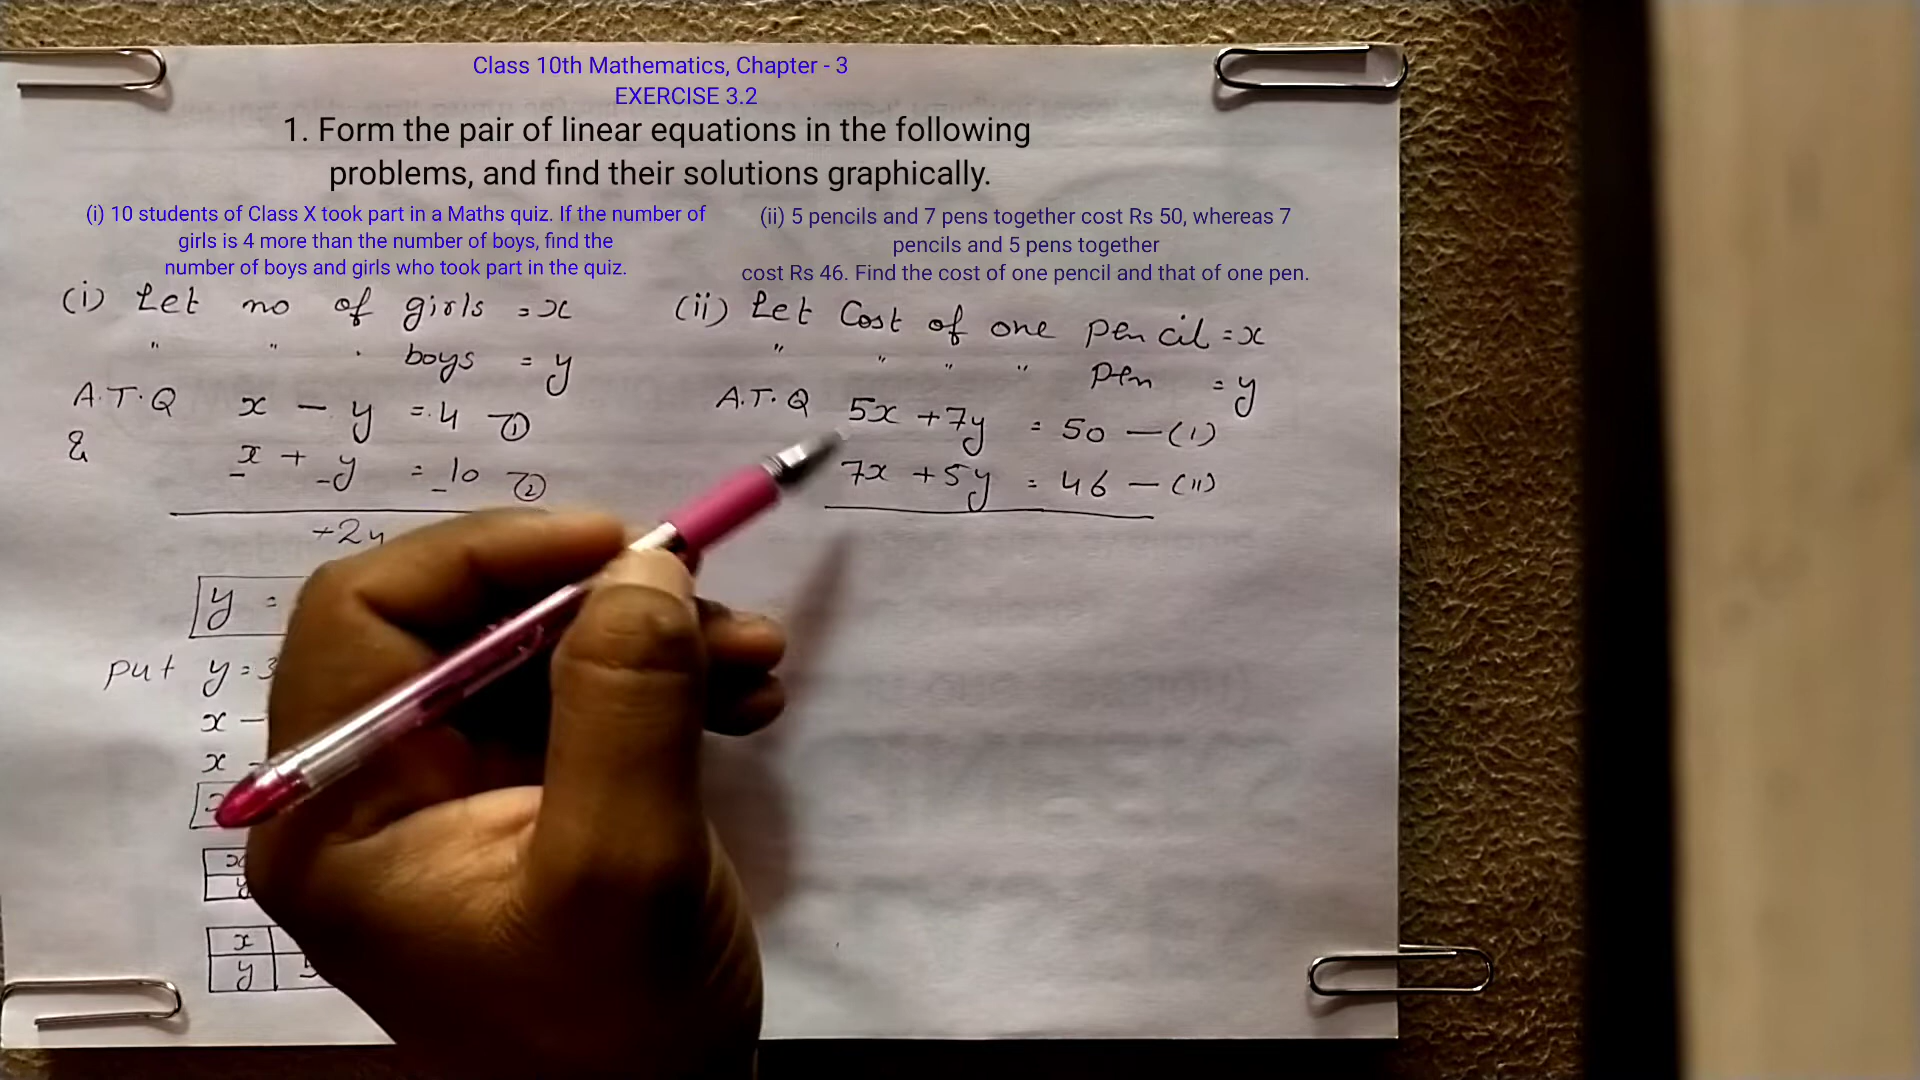 Class 10th Mathematics, Chapter - 3
EXERCISE 3.2
1. Form the pair of linear equations in the following
problems, and find their solutions graphically.
(i) 10 students of Class X took part in a Maths quiz. If the number of
girls is 4 more than the number of boys, find the
number of boys and girls who took part in the quiz.
(i) Let no of girls = x
" " " boys = y
A.T.Q x - y = 4 ①
& x + y = 10 ②
- - -
-2y
y =
put y = 3
x -
x -
x
y
x
y 5
(ii) 5 pencils and 7 pens together cost Rs 50, whereas 7
pencils and 5 pens together
cost Rs 46. Find the cost of one pencil and that of one pen.
(ii) Let Cost of one pencil = x
" " " " Pen = y
A.T.Q 5x + 7y = 50 — (i)
7x + 5y = 46 — (ii)